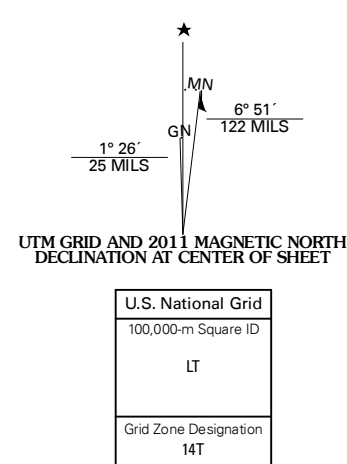 MN
GN
6° 51´
122 MILS
1° 26´
25 MILS
UTM GRID AND 2011 MAGNETIC NORTH
DECLINATION AT CENTER OF SHEET
U.S. National Grid
100,000-m Square ID
LT
Grid Zone Designation
14T